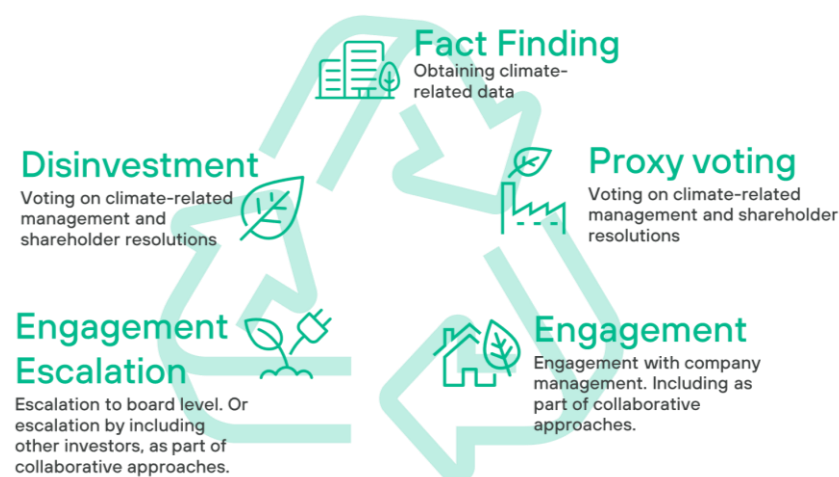 Fact Finding
Obtaining climate-
related data
Disinvestment
Voting on climate-related
management and
shareholder resolutions
Proxy voting
Voting on climate-related
management and shareholder
resolutions
Engagement
Escalation
Escalation to board level. Or
escalation by including
other investors, as part of
collaborative approaches.
Engagement
Engagement with company
management. Including as
part of collaborative
approaches.